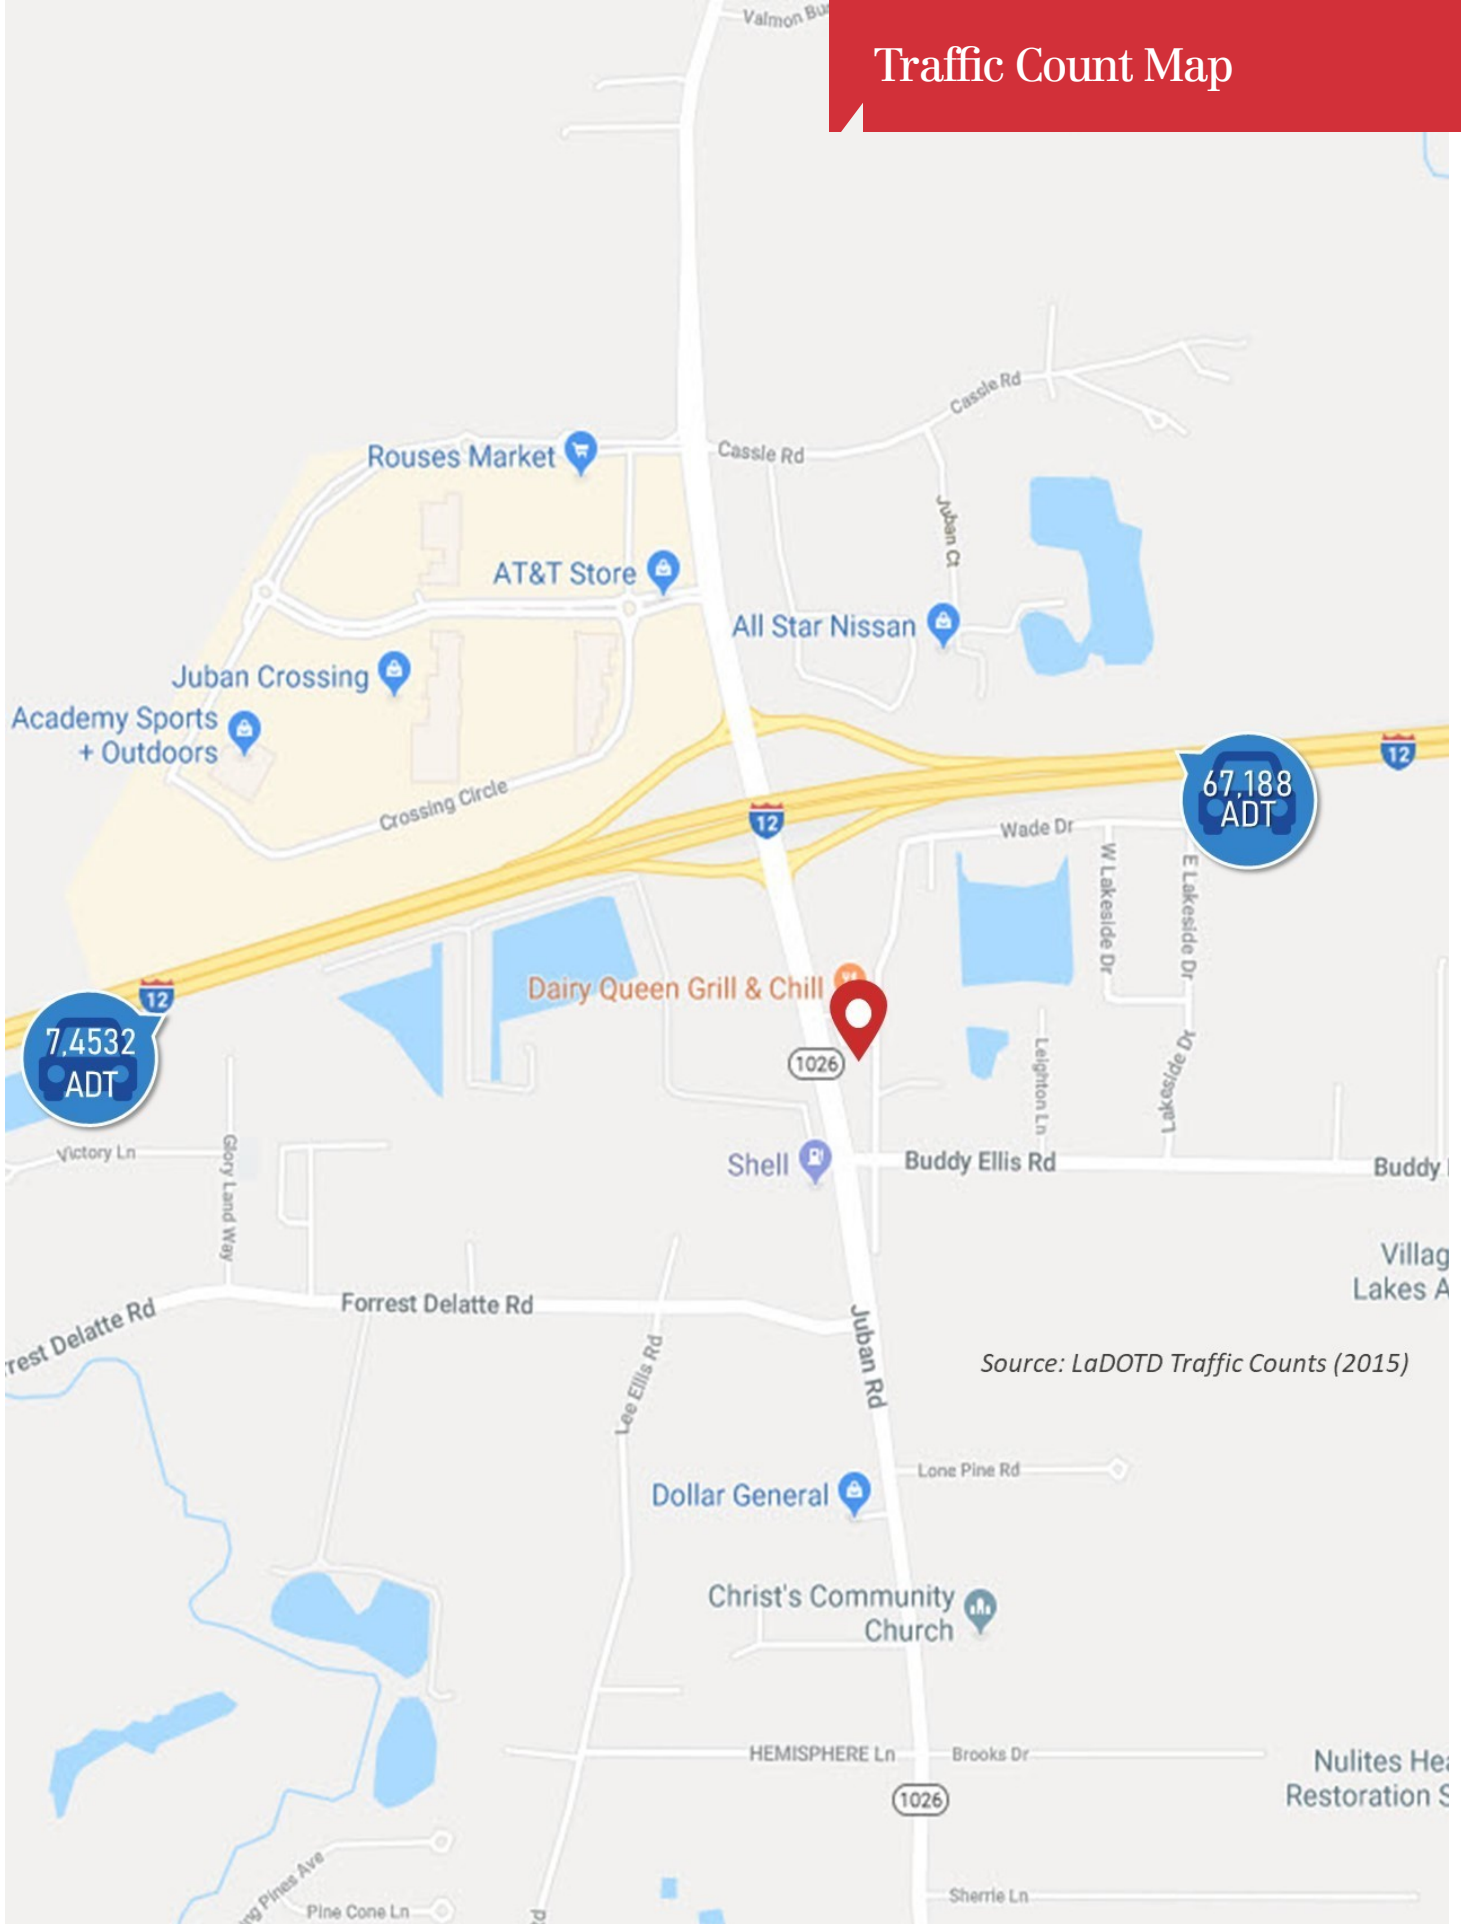 Valmon Bus
Traffic Count Map
Cassle Rd
Rouses Market
Cassle Rd
Juban Ct
AT&T Store
All Star Nissan
Juban Crossing
Academy Sports
+ Outdoors
12
67,188
ADT
Crossing Circle
12
Wade Dr
W Lakeside Dr
E Lakeside Dr
Dairy Queen Grill & Chill
12
7,4532
ADT
1026
Leighton Ln
Lakeside Dr
Victory Ln
Glory Land Way
Shell
Buddy Ellis Rd
Buddy
Villag
Lakes A
Forrest Delatte Rd
rrest Delatte Rd
Juban Rd
Lee Ellis Rd
Source: LaDOTD Traffic Counts (2015)
Lone Pine Rd
Dollar General
Christ's Community
Church
HEMISPHERE Ln
Brooks Dr
Nulites Hea
Restoration S
1026
ng Pines Ave
Pine Cone Ln
Sherrie Ln